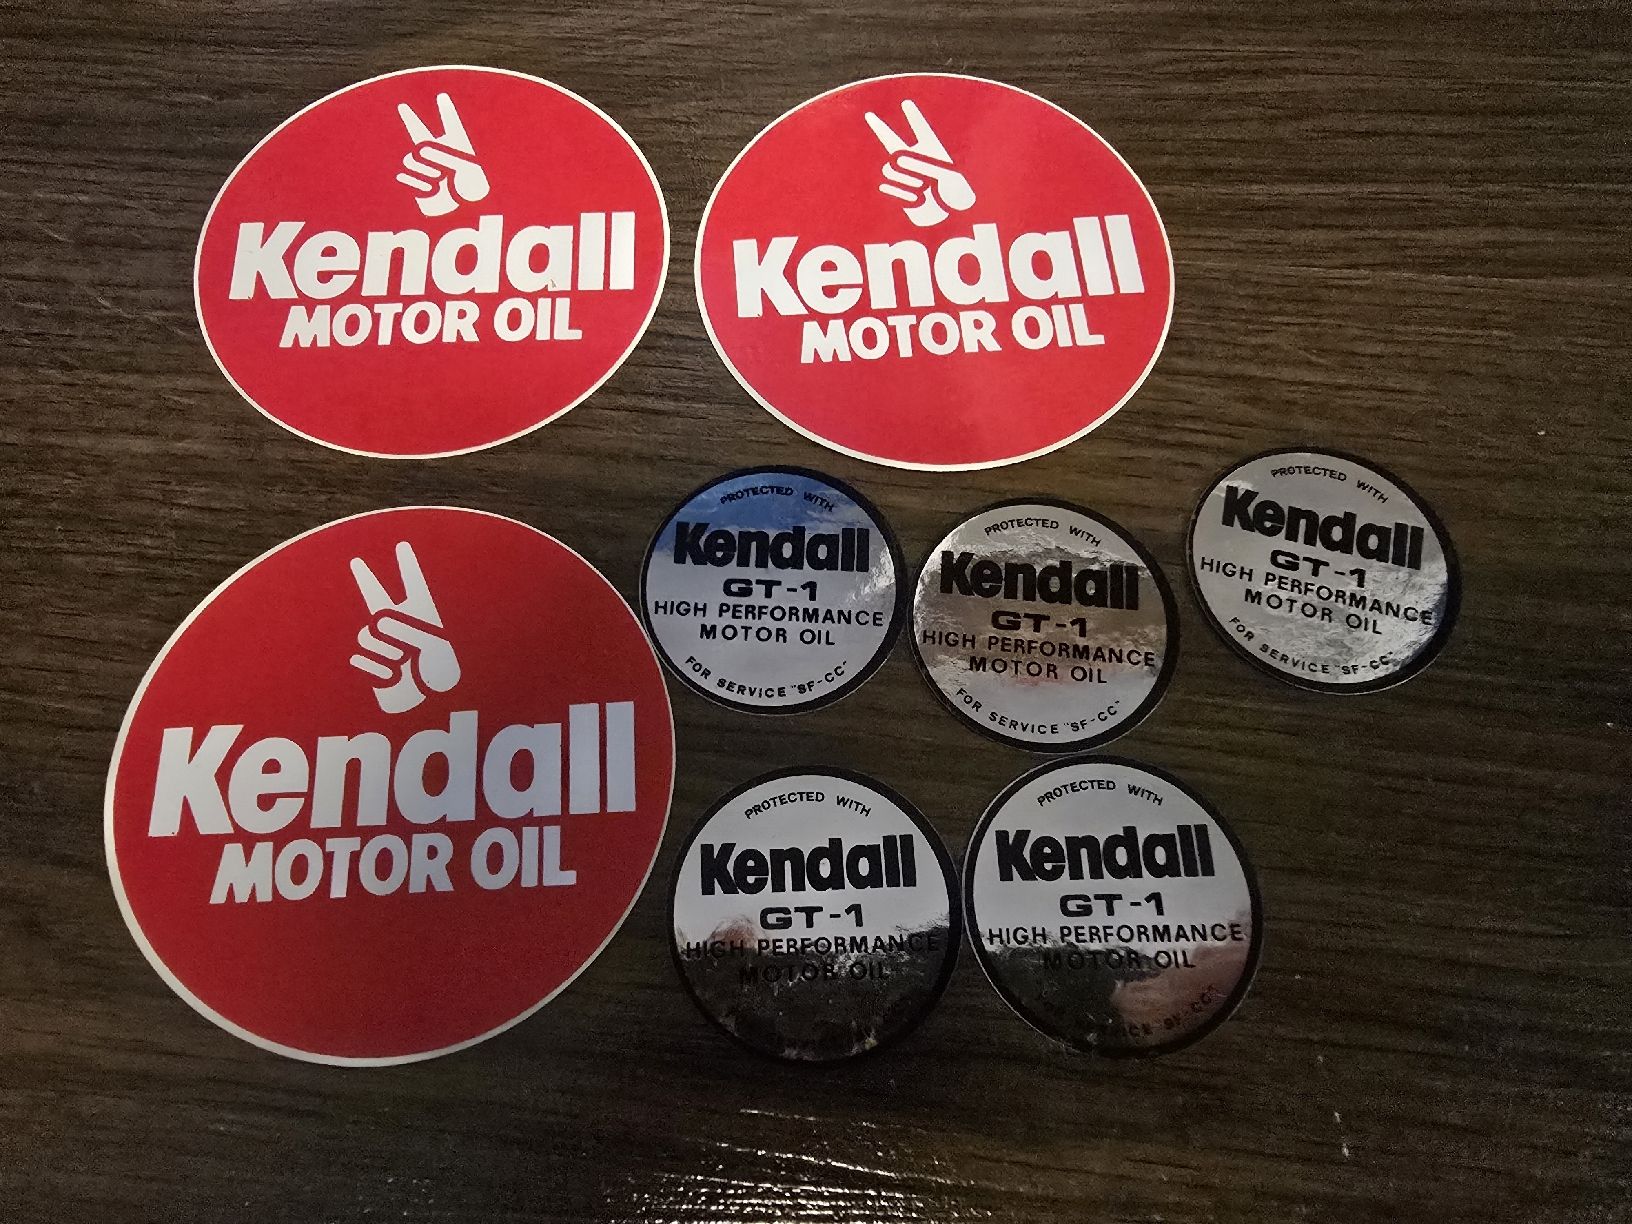 Kendall
MOTOR OIL
Kendall
MOTOR OIL
Kendall
MOTOR OIL
PROTECTED WITH
Kendall
GT-1
HIGH PERFORMANCE
MOTOR OIL
FOR SERVICE "SF-CC"
PROTECTED WITH
Kendall
GT-1
HIGH PERFORMANCE
MOTOR OIL
FOR SERVICE "SF-CC"
PROTECTED WITH
Kendall
GT-1
HIGH PERFORMANCE
MOTOR OIL
FOR SERVICE "SF-CC"
PROTECTED WITH
Kendall
GT-1
HIGH PERFORMANCE
MOTOR OIL
PROTECTED WITH
Kendall
GT-1
HIGH PERFORMANCE
MOTOR OIL
"SF-CC"